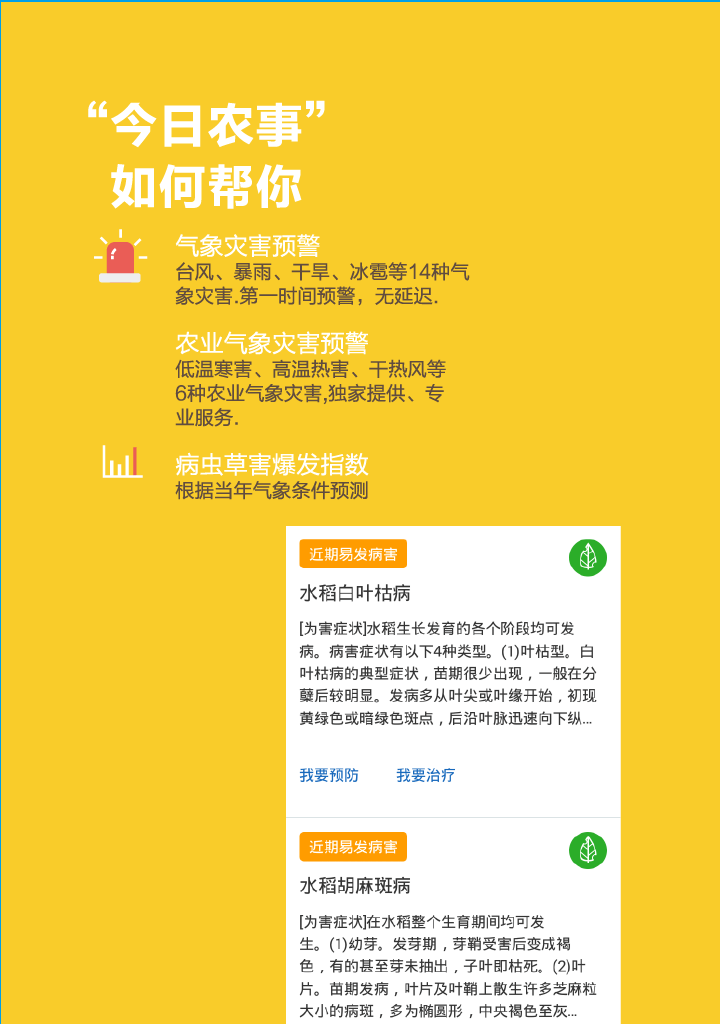 “今日农事”
如何帮你
气象灾害预警
台风、暴雨、干旱、冰雹等14种气
象灾害.第一时间预警，无延迟.
农业气象灾害预警
低温寒害、高温热害、干热风等
6种农业气象灾害,独家提供、专
业服务.
病虫草害爆发指数
根据当年气象条件预测
近期易发病害
水稻白叶枯病
[为害症状]水稻生长发育的各个阶段均可发
病。病害症状有以下4种类型。(1)叶枯型。白
叶枯病的典型症状，苗期很少出现，一般在分
孽后较明显。发病多从叶尖或叶缘开始，初现
黄绿色或暗绿色斑点，后沿叶脉迅速向下纵...
我要预防 我要治疗
近期易发病害
水稻胡麻斑病
[为害症状]在水稻整个生育期间均可发
生。(1)幼芽。发芽期，芽鞘受害后变成褐
色，有的甚至芽未抽出，子叶即枯死。(2)叶
片。苗期发病，叶片及叶鞘上散生许多芝麻粒
大小的病斑，多为椭圆形，中央褐色至灰...